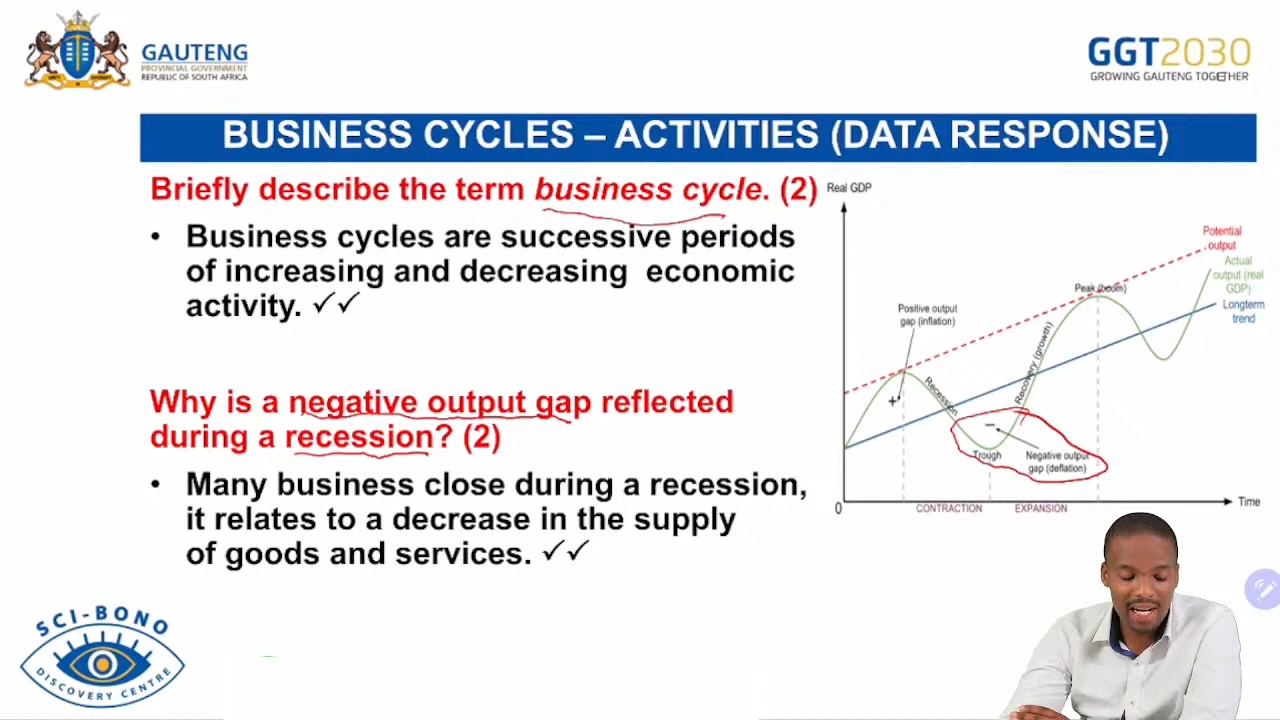 GAUTENG
PROVINCIAL GOVERNMENT
REPUBLIC OF SOUTH AFRICA
GGT2030
GROWING GAUTENG TOGETHER
BUSINESS CYCLES – ACTIVITIES (DATA RESPONSE)
Briefly describe the term business cycle. (2)
• Business cycles are successive periods
of increasing and decreasing economic
activity. ✓✓
Why is a negative output gap reflected
during a recession? (2)
• Many business close during a recession,
it relates to a decrease in the supply
of goods and services. ✓✓
Real GDP
Potential
output
Actual
output (real
GDP)
Longterm
trend
Peak (boom)
Positive output
gap (inflation)
+
Recession
Recovery (growth)
–
Trough
Negative output
gap (deflation)
0
CONTRACTION
EXPANSION
Time
SCI-BONO
DISCOVERY CENTRE